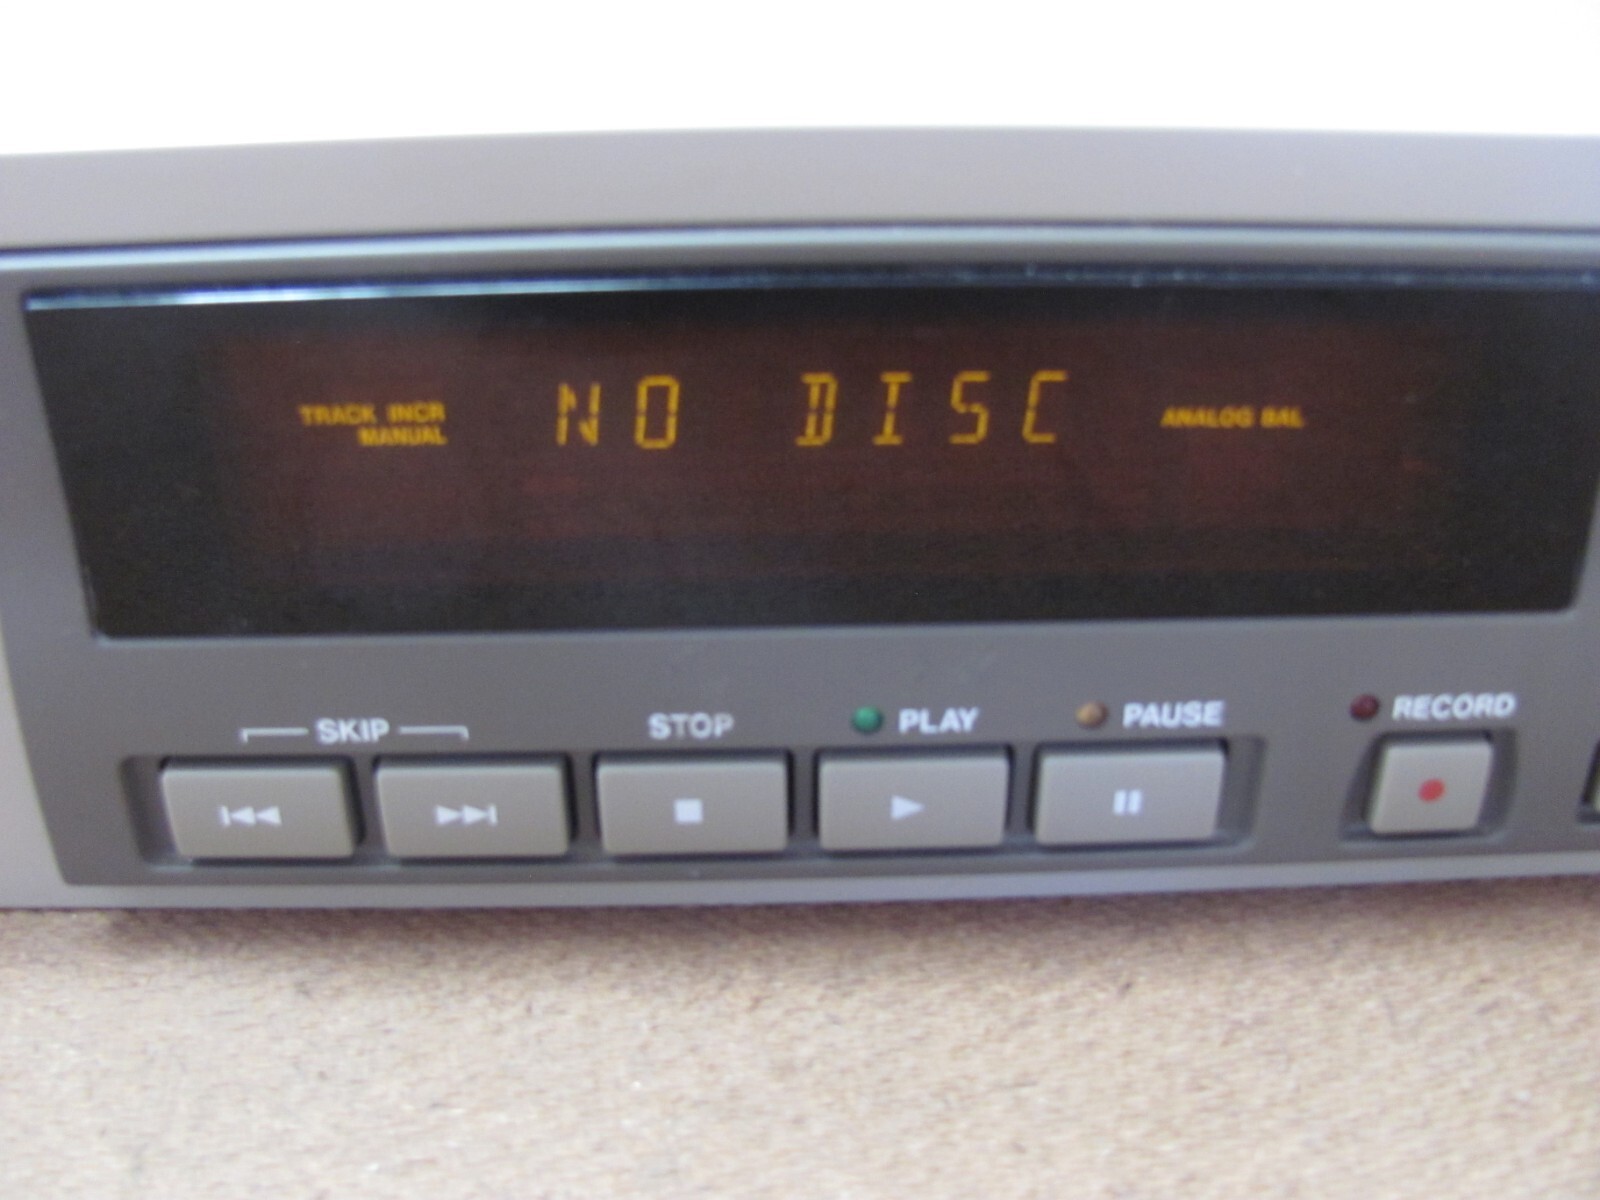 TRACK INCR
MANUAL
NO DISC
ANALOG BAL
SKIP
STOP
PLAY
PAUSE
RECORD